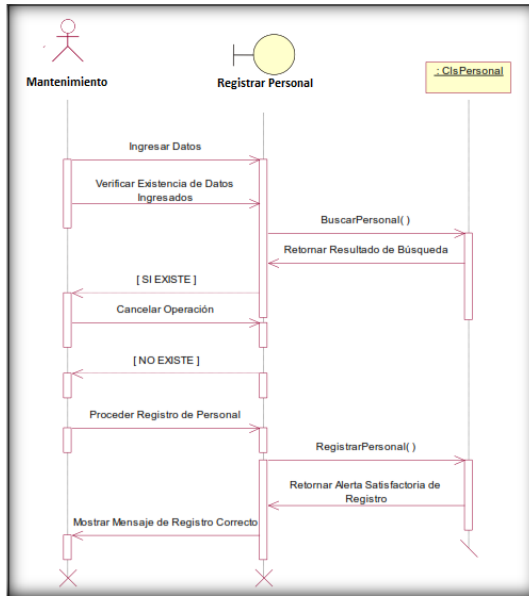 Mantenimiento
Registrar Personal
: ClsPersonal
Ingresar Datos
Verificar Existencia de Datos
Ingresados
BuscarPersonal( )
Retornar Resultado de Búsqueda
[ SI EXISTE ]
Cancelar Operación
[ NO EXISTE ]
Proceder Registro de Personal
RegistrarPersonal( )
Retornar Alerta Satisfactoria de
Registro
Mostrar Mensaje de Registro Correcto